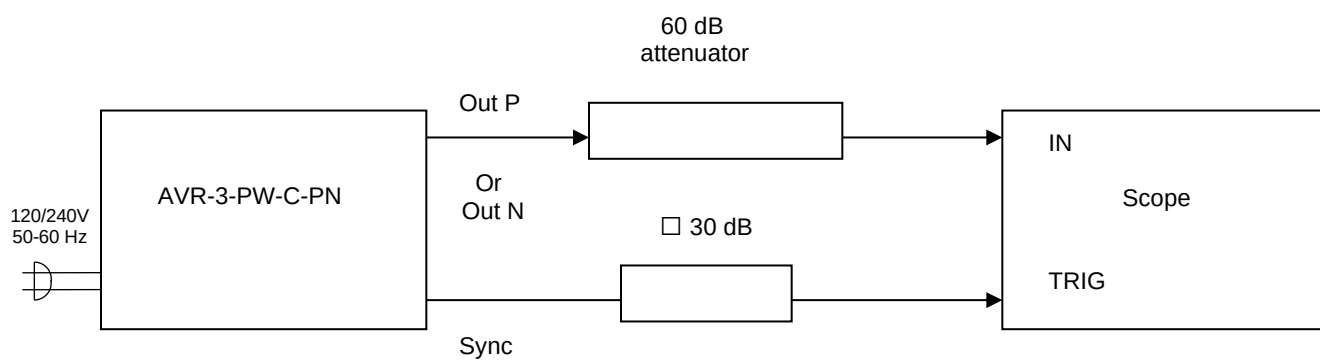 60 dB
attenuator
Out P
IN
AVR-3-PW-C-PN
Or
Out N
Scope
120/240V
50-60 Hz
□ 30 dB
TRIG
Sync